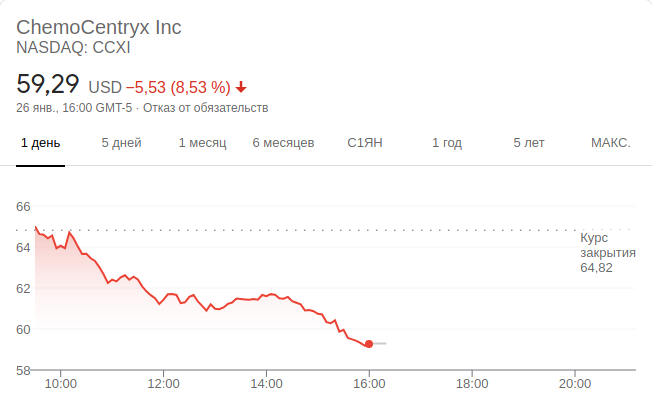 ChemoCentryx Inc
NASDAQ: CCXI
59,29 USD −5,53 (8,53 %)
26 янв., 16:00 GMT-5 · Отказ от обязательств
1 день 5 дней 1 месяц 6 месяцев С1ЯН 1 год 5 лет МАКС.
66
64
62
60
58
Курс
закрытия
64,82
10:00 12:00 14:00 16:00 18:00 20:00